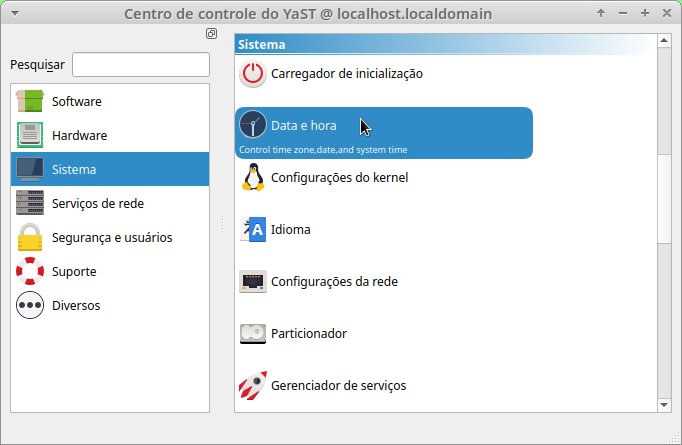 Centro de controle do YaST @ localhost.localdomain
Pesquisar
Software
Hardware
Sistema
Serviços de rede
Segurança e usuários
Suporte
Diversos
Sistema
Carregador de inicialização
Data e hora
Control time zone,date,and system time
Configurações do kernel
A Idioma
Configurações da rede
Particionador
Gerenciador de serviços